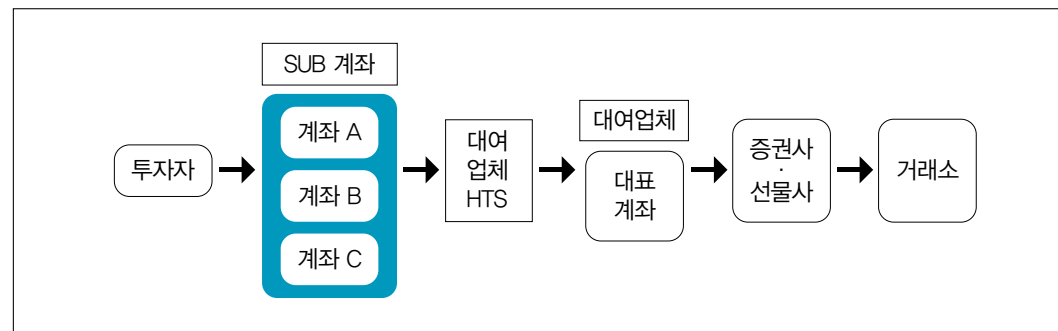 투자자
SUB 계좌
계좌 A
계좌 B
계좌 C
대여
업체
HTS
대여업체
대표
계좌
증권사
·
선물사
거래소